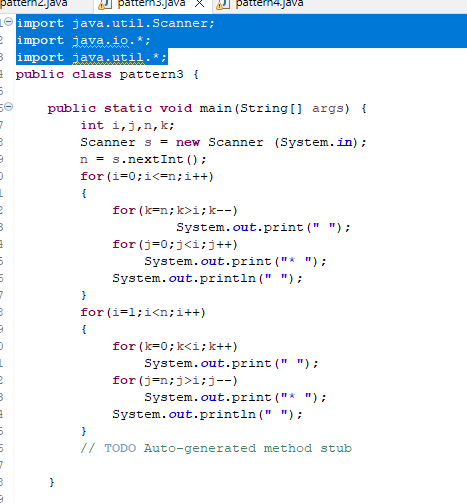 pattern2.java pattern3.java pattern4.java
import java.util.Scanner;
import java.io.*;
import java.util.*;
public class pattern3 {
public static void main(String[] args) {
int i,j,n,k;
Scanner s = new Scanner (System.in);
n = s.nextInt();
for(i=0;i<=n;i++)
{
for(k=n;k>i;k--)
System.out.print(" ");
for(j=0;j<i;j++)
System.out.print("* ");
System.out.println(" ");
}
for(i=1;i<n;i++)
{
for(k=0;k<i;k++)
System.out.print(" ");
for(j=n;j>i;j--)
System.out.print("* ");
System.out.println(" ");
}
// TODO Auto-generated method stub
}